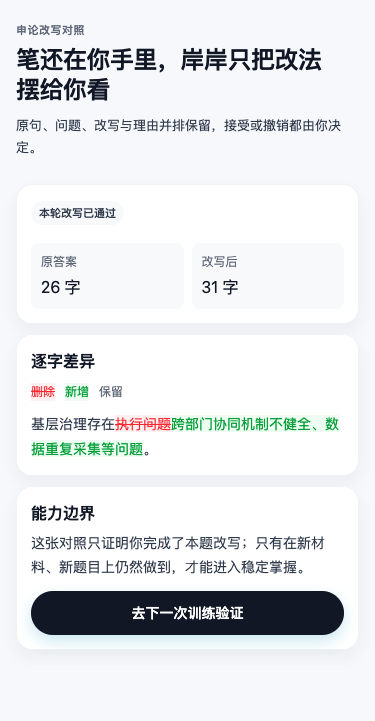 申论改写对照
笔还在你手里，岸岸只把改法
摆给你看
原句、问题、改写与理由并排保留，接受或撤销都由你决
定。
本轮改写已通过
原答案
26 字
改写后
31 字
逐字差异
删除 新增 保留
基层治理存在执行问题跨部门协同机制不健全、数
据重复采集等问题。
能力边界
这张对照只证明你完成了本题改写；只有在新材
料、新题目上仍然做到，才能进入稳定掌握。
去下一次训练验证